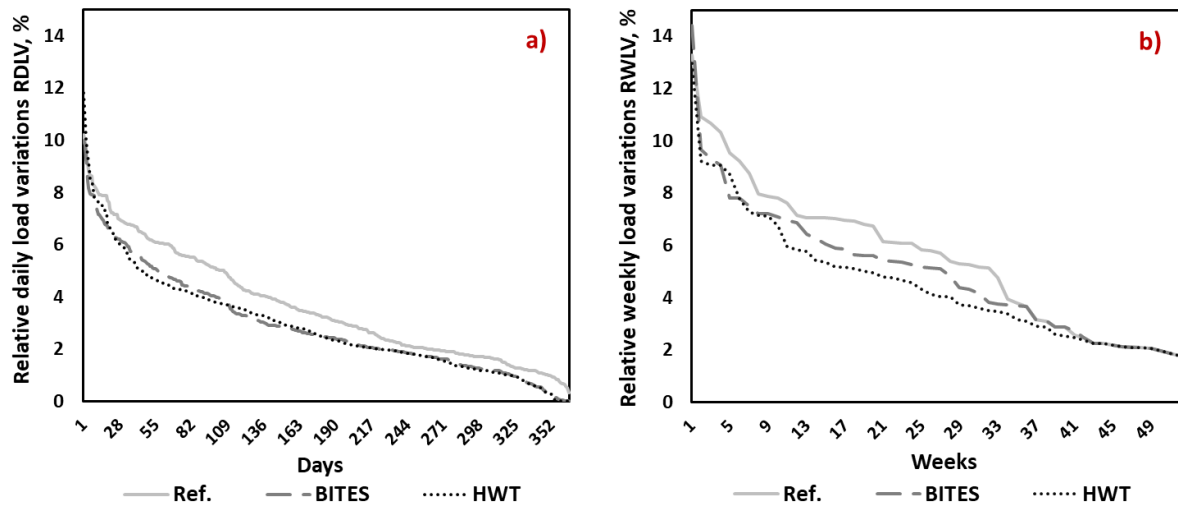 a)
Relative daily load variations RDLV, %
14
12
10
8
6
4
2
0
1 28 55 82 109 136 163 190 217 244 271 298 325 352
Days
Ref. BITES HWT
b)
Relative weekly load variations RWLV, %
14
12
10
8
6
4
2
0
1 5 9 13 17 21 25 29 33 37 41 45 49
Weeks
Ref. BITES HWT